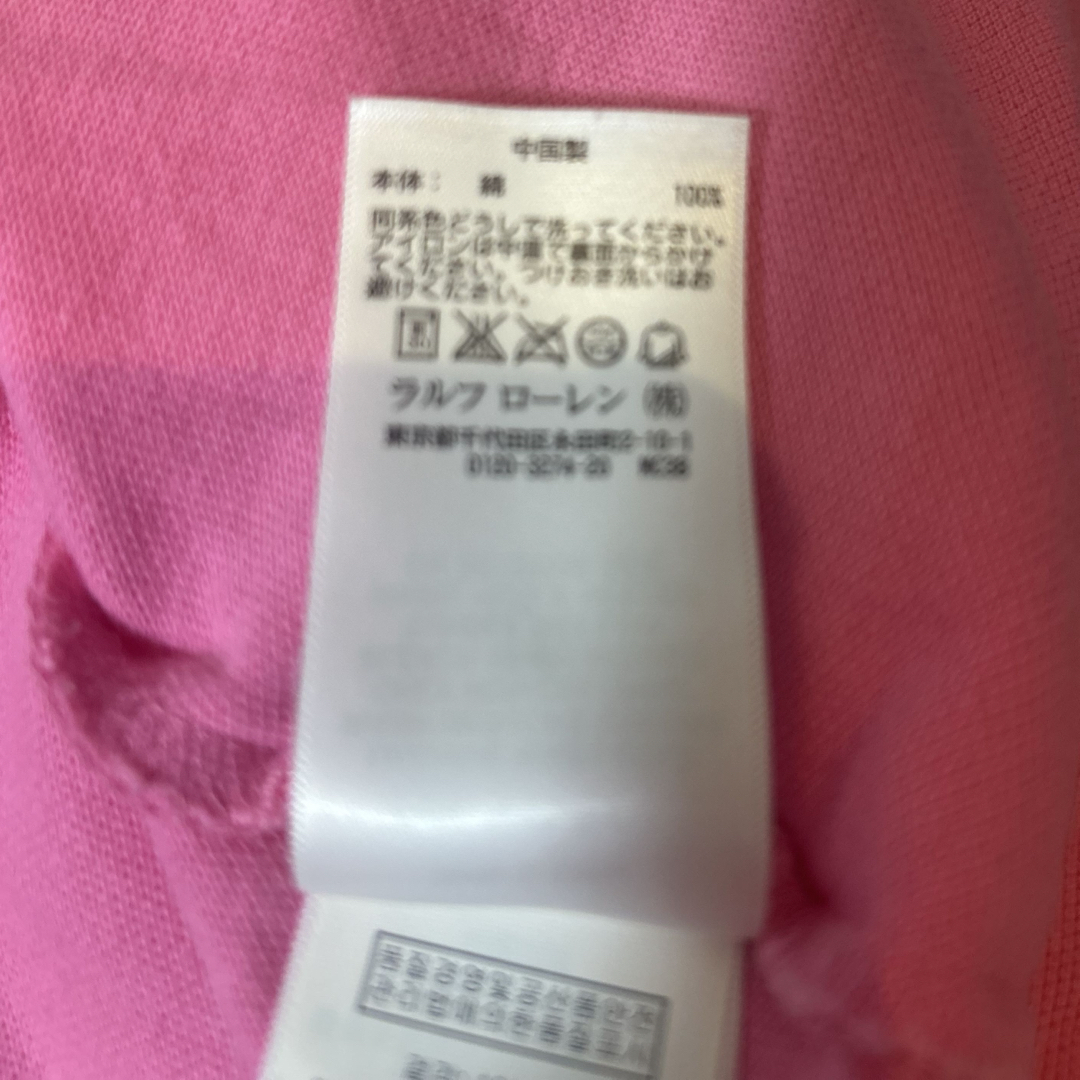 中国製
本体： 綿 100%
同系色どうしで洗ってください。
アイロンは中温で裏面からかけ
てください。つけおき洗いはお
避けください。
ラルフ ローレン (株)
東京都千代田区永田町2-10-1
0120-3274-20